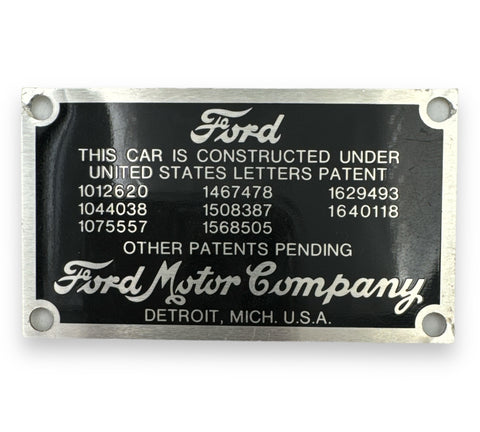 Ford
THIS CAR IS CONSTRUCTED UNDER
UNITED STATES LETTERS PATENT
1012620 1467478 1629493
1044038 1508387 1640118
1075557 1568505
OTHER PATENTS PENDING
Ford Motor Company
DETROIT, MICH. U.S.A.